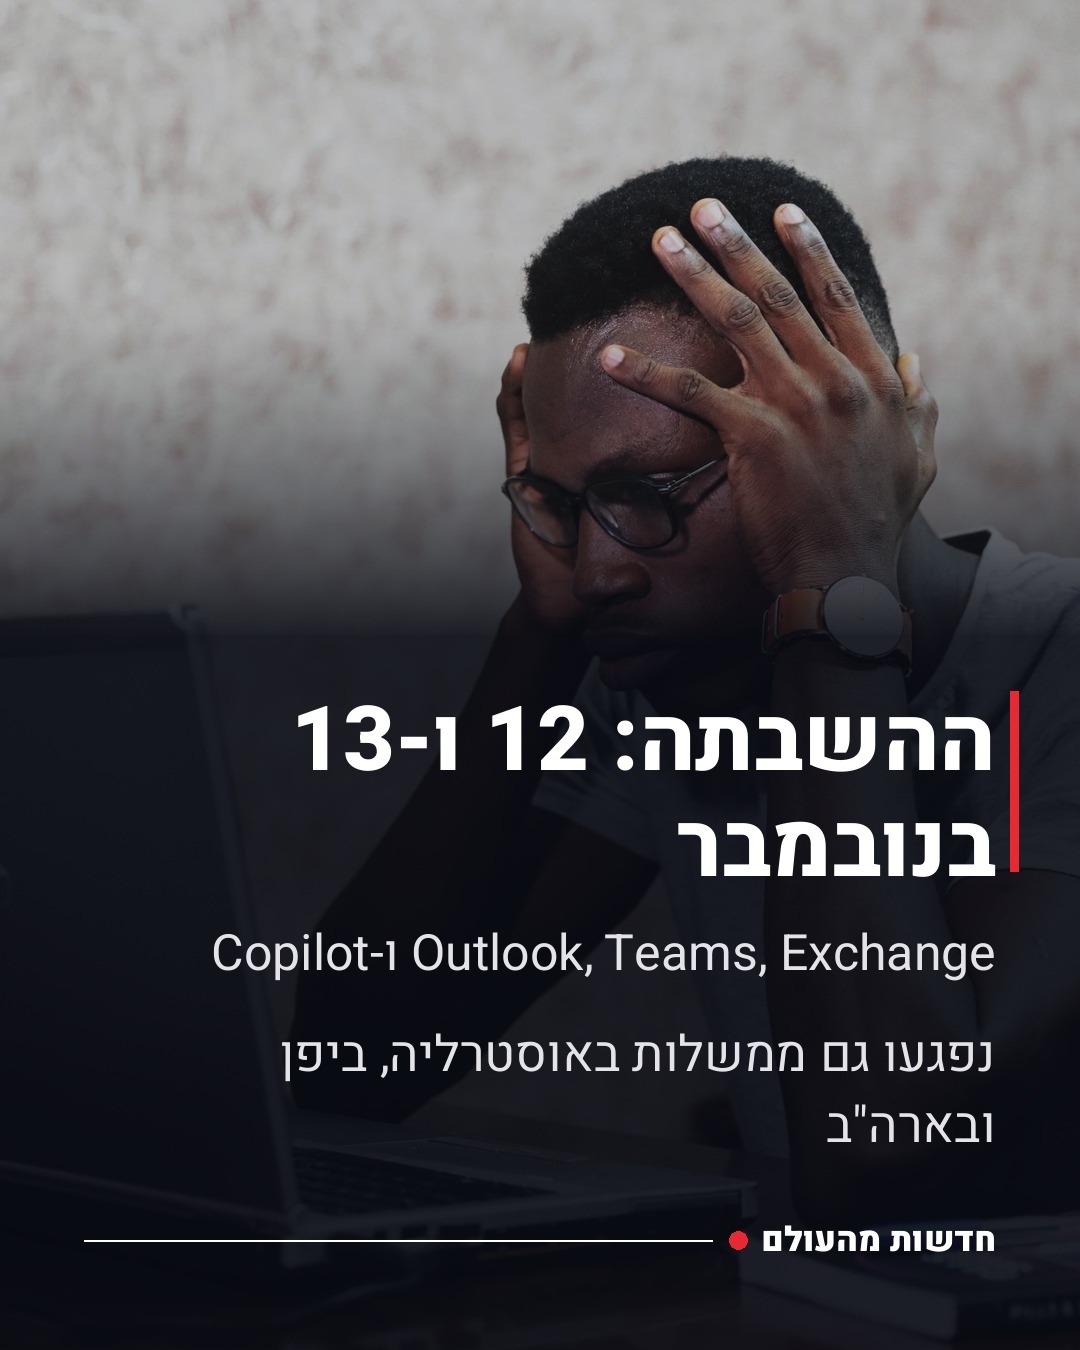 ההשבתה: 12 ו-13
בנובמבר
Outlook, Teams, Exchange ו-Copilot
נפגעו גם ממשלות באוסטרליה, ביפן
ובארה"ב
חדשות מהעולם